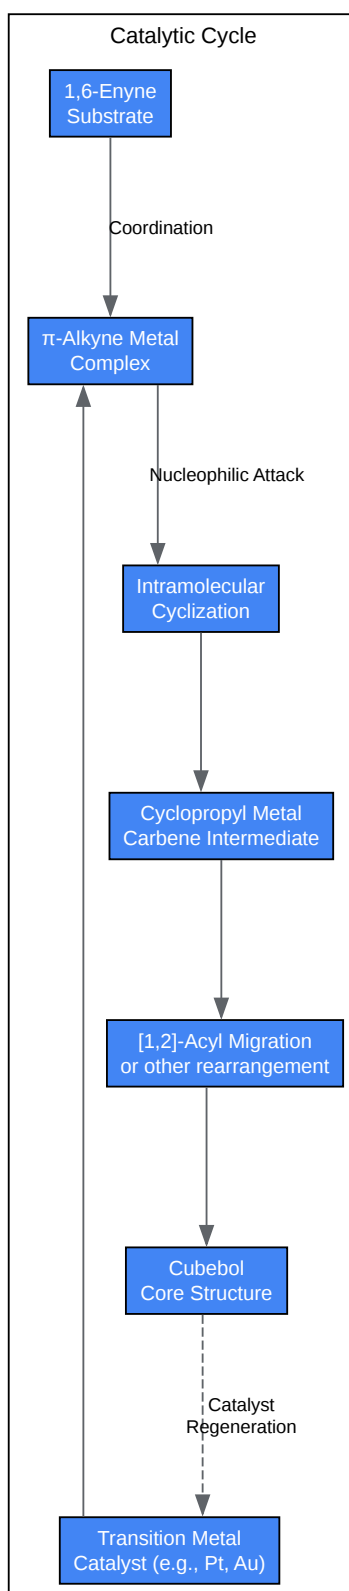 Catalytic Cycle
1,6-Enyne
Substrate
Coordination
π-Alkyne Metal
Complex
Nucleophilic Attack
Intramolecular
Cyclization
Cyclopropyl Metal
Carbene Intermediate
[1,2]-Acyl Migration
or other rearrangement
Cubebol
Core Structure
Catalyst
Regeneration
Transition Metal
Catalyst (e.g., Pt, Au)